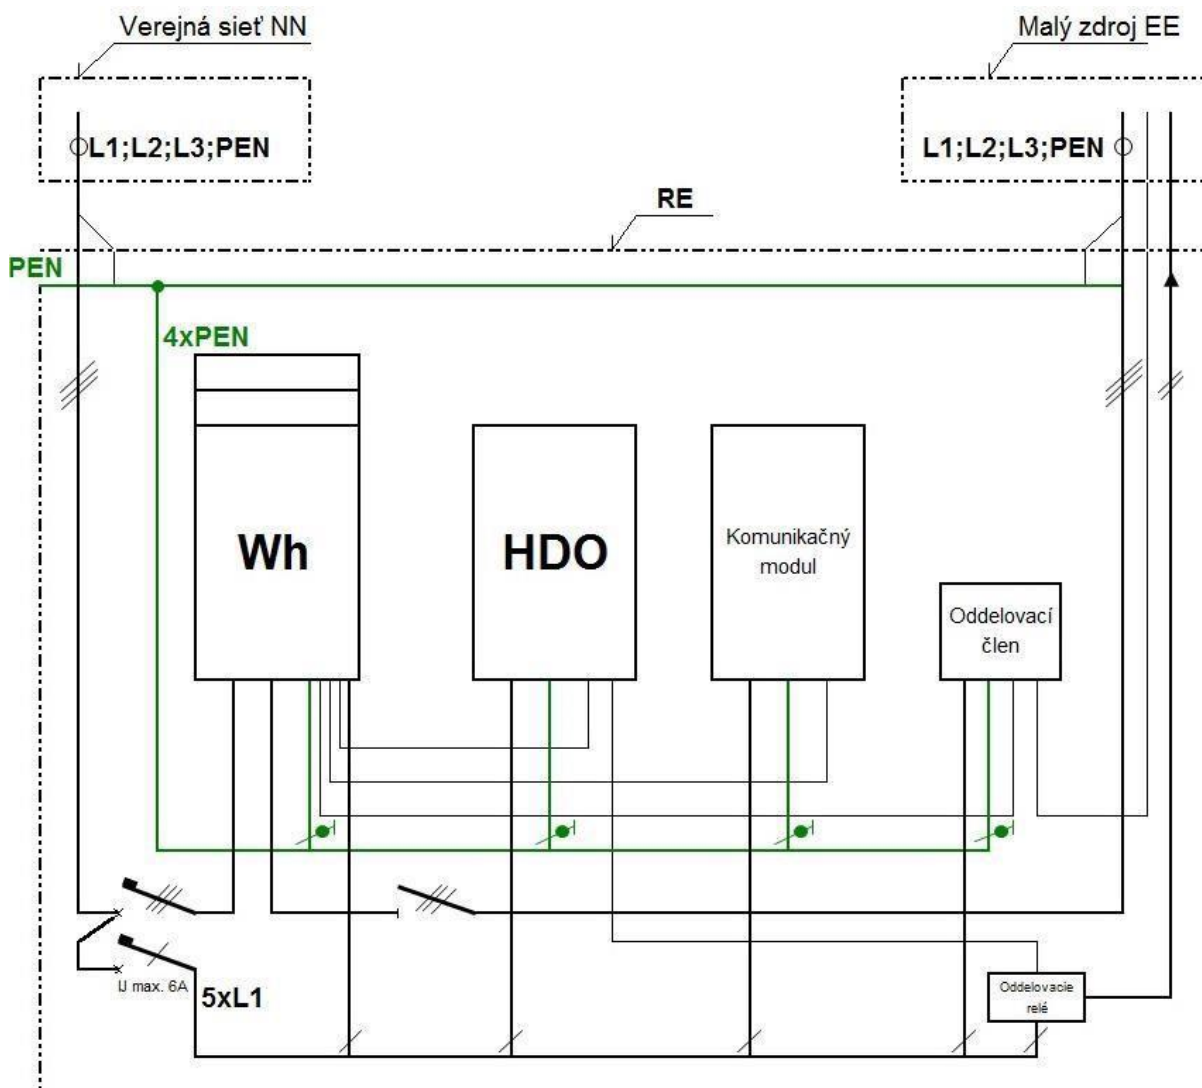 Verejná sieť NN
Malý zdroj EE
L1;L2;L3;PEN
L1;L2;L3;PEN
RE
PEN
4xPEN
Wh
HDO
Komunikačný
modul
Oddelovací
člen
IJ max. 6A
5xL1
Oddelovacie
relé